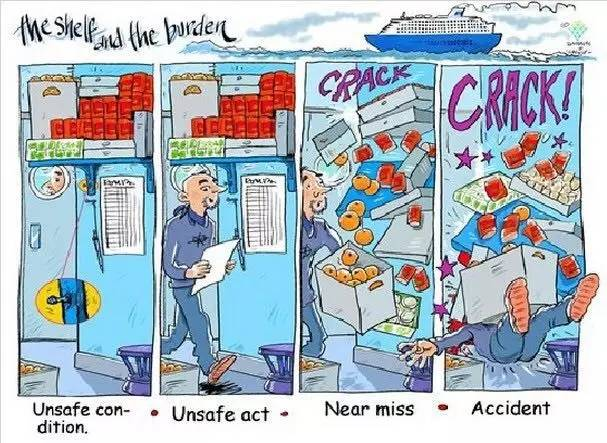 the shelf and the burden
CRACK
CRACK!
Unsafe con-
dition.
• Unsafe act •
Near miss
• Accident